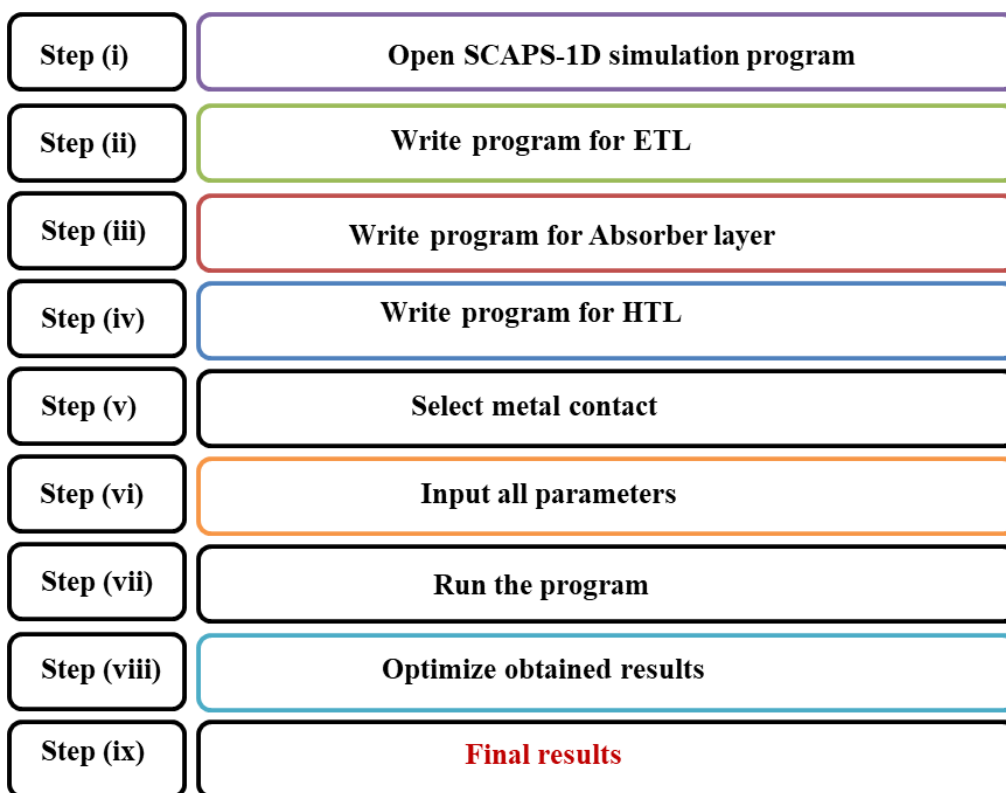 Step (i) Open SCAPS-1D simulation program
Step (ii) Write program for ETL
Step (iii) Write program for Absorber layer
Step (iv) Write program for HTL
Step (v) Select metal contact
Step (vi) Input all parameters
Step (vii) Run the program
Step (viii) Optimize obtained results
Step (ix) Final results